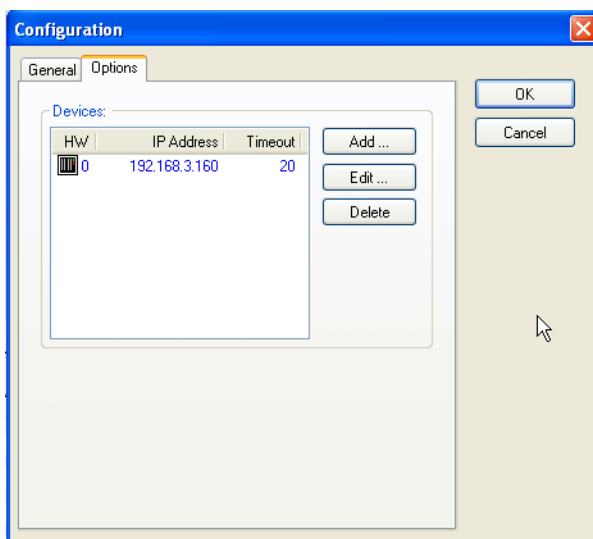 Configuration
General Options
OK
Cancel
Devices:
HW IP Address Timeout
0 192.168.3.160 20
Add ...
Edit ...
Delete